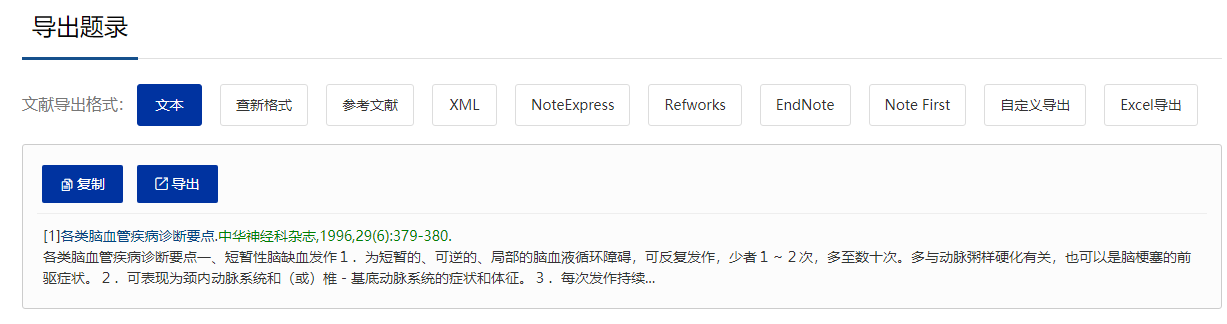 导出题录
文献导出格式： 文本 查新格式 参考文献 XML NoteExpress Refworks EndNote Note First 自定义导出 Excel导出
复制 导出
[1]各类脑血管疾病诊断要点.中华神经科杂志,1996,29(6):379-380.
各类脑血管疾病诊断要点一、短暂性脑缺血发作１．为短暂的、可逆的、局部的脑血液循环障碍，可反复发作，少者１～２次，多至数十次。多与动脉粥样硬化有关，也可以是脑梗塞的前
驱症状。２．可表现为颈内动脉系统和（或）椎－基底动脉系统的症状和体征。３．每次发作持续...